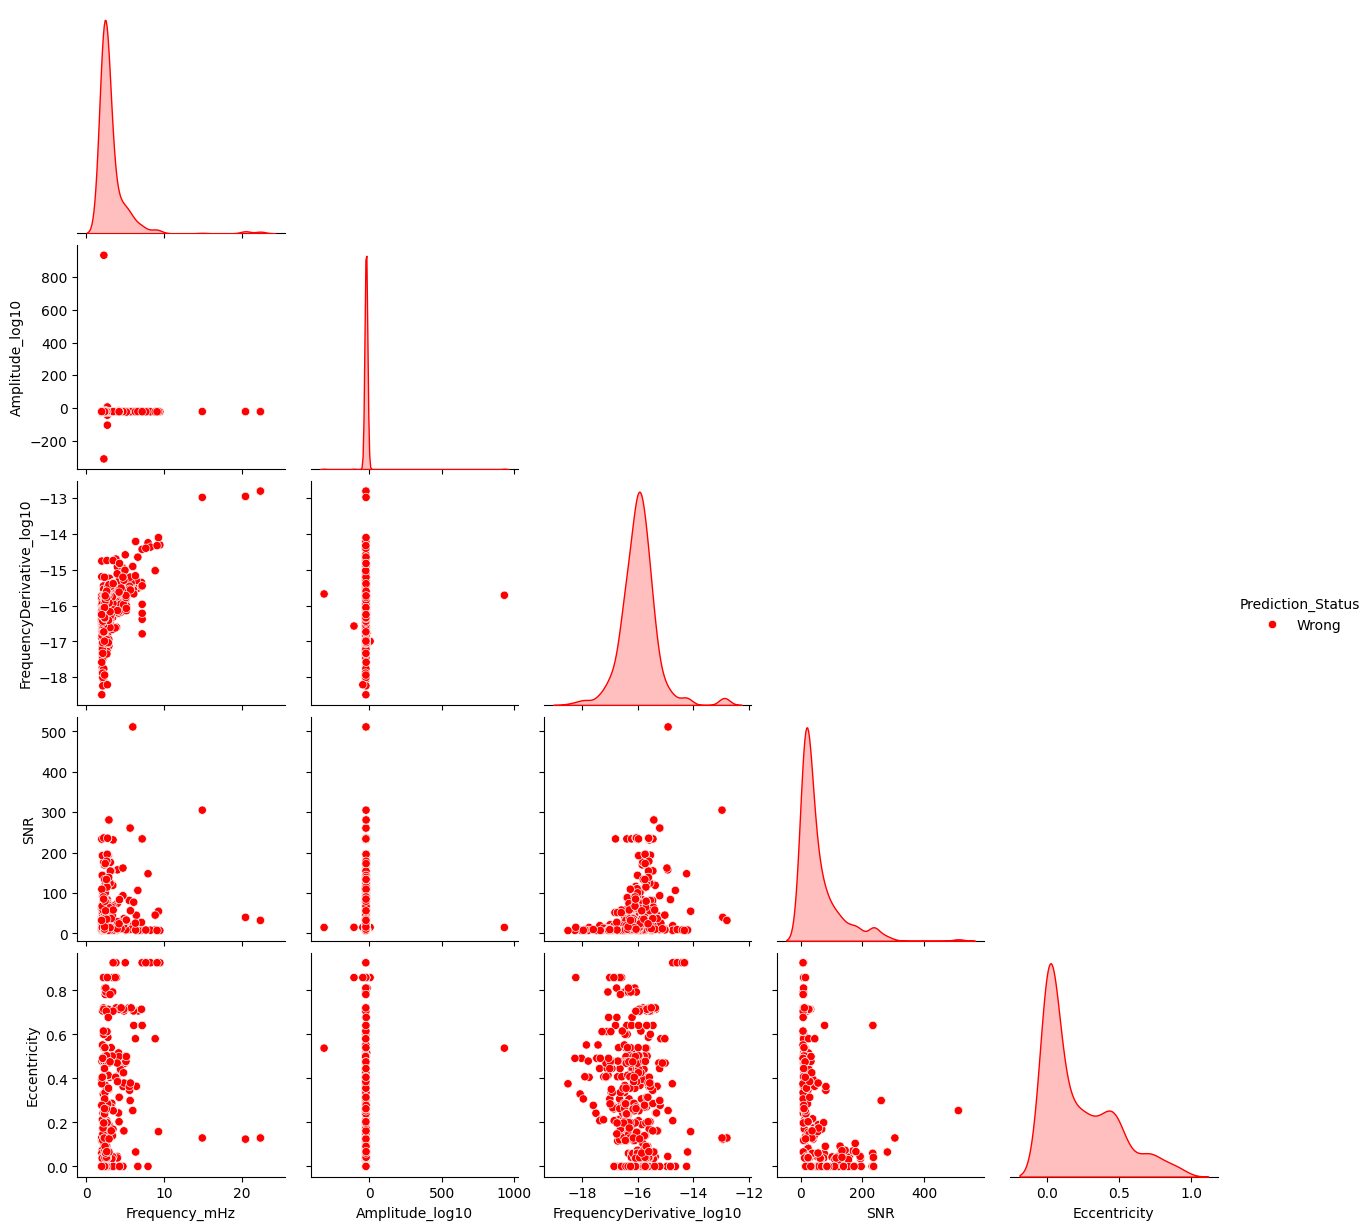 Amplitude_log10
800
600
400
200
0
−200
FrequencyDerivative_log10
−13
−14
−15
−16
−17
−18
Prediction_Status
Wrong
SNR
500
400
300
200
100
0
Eccentricity
0.8
0.6
0.4
0.2
0.0
0 10 20
0 500 1000
−18 −16 −14 −12
0 200 400
0.0 0.5 1.0
Frequency_mHz
Amplitude_log10
FrequencyDerivative_log10
SNR
Eccentricity